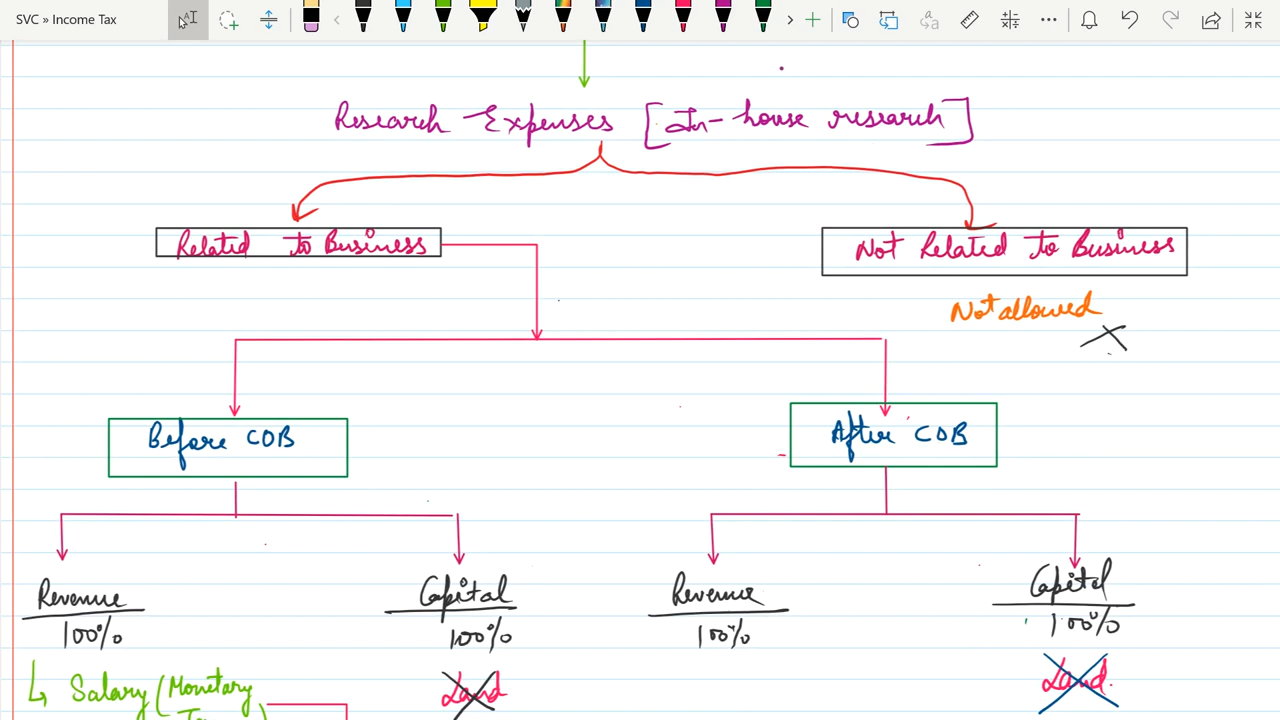 SVC » Income Tax
Research Expenses [In-house research]
Related to Business
Not Related to Business
Not allowed
Before COB
After COB
Revenue
100%
Capital
100%
Revenue
100%
Capital
100%
Land
Land
↳ Salary (Monetary